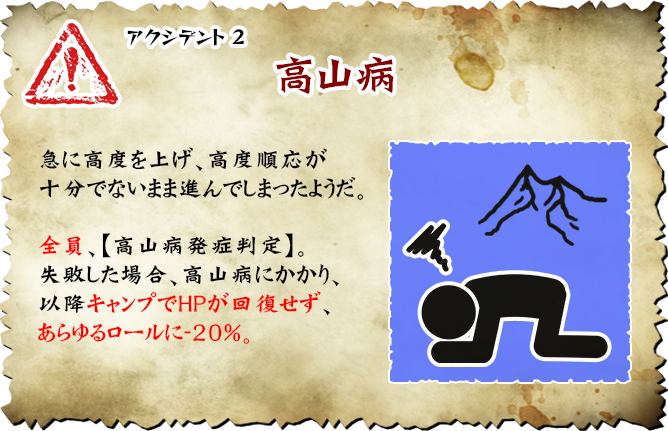 アクシデント2
高山病
急に高度を上げ、高度順応が
十分でないまま進んでしまったようだ。
全員、【高山病発症判定】。
失敗した場合、高山病にかかり、
以降キャンプでHPが回復せず、
あらゆるロールに-20%。